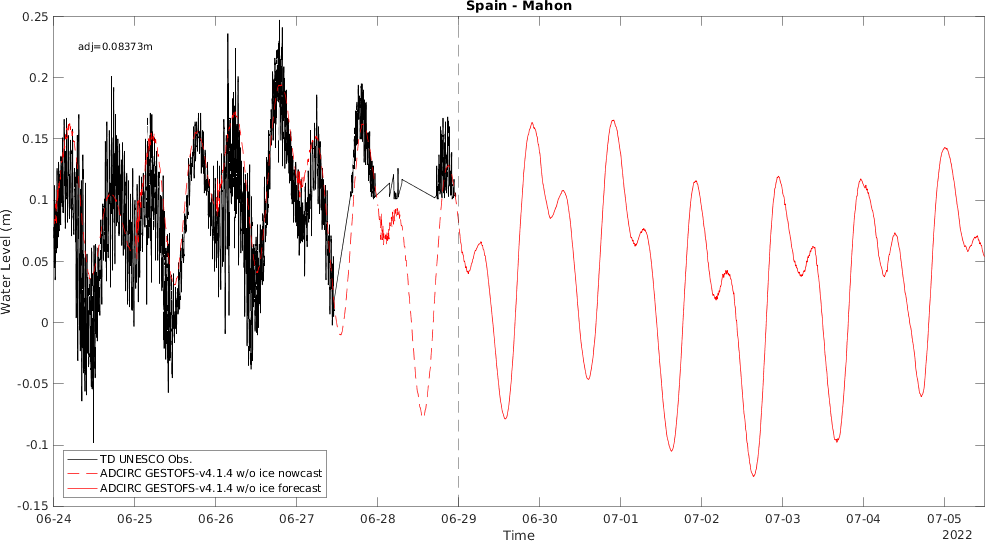 Spain - Mahon
adj=0.08373m
0.25
0.2
0.15
0.1
0.05
0
-0.05
-0.1
-0.15
Water Level (m)
TD UNESCO Obs.
ADCIRC GESTOFS-v4.1.4 w/o ice nowcast
ADCIRC GESTOFS-v4.1.4 w/o ice forecast
06-24 06-25 06-26 06-27 06-28 06-29 06-30 07-01 07-02 07-03 07-04 07-05
Time
2022